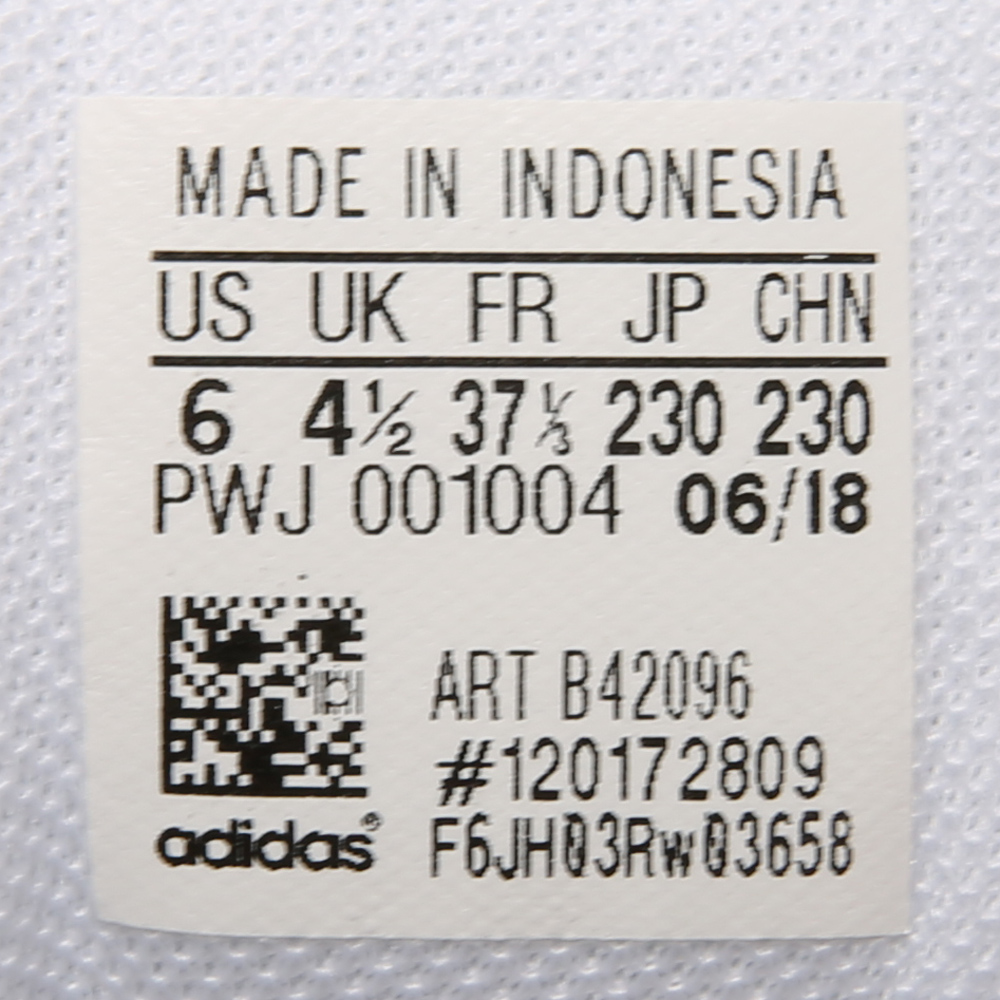 MADE IN INDONESIA
US UK FR JP CHN
6 4½ 37⅓ 230 230
PWJ 001004 06/18
ART B42096
#120172809
adidas®
F6JH03Rw03658